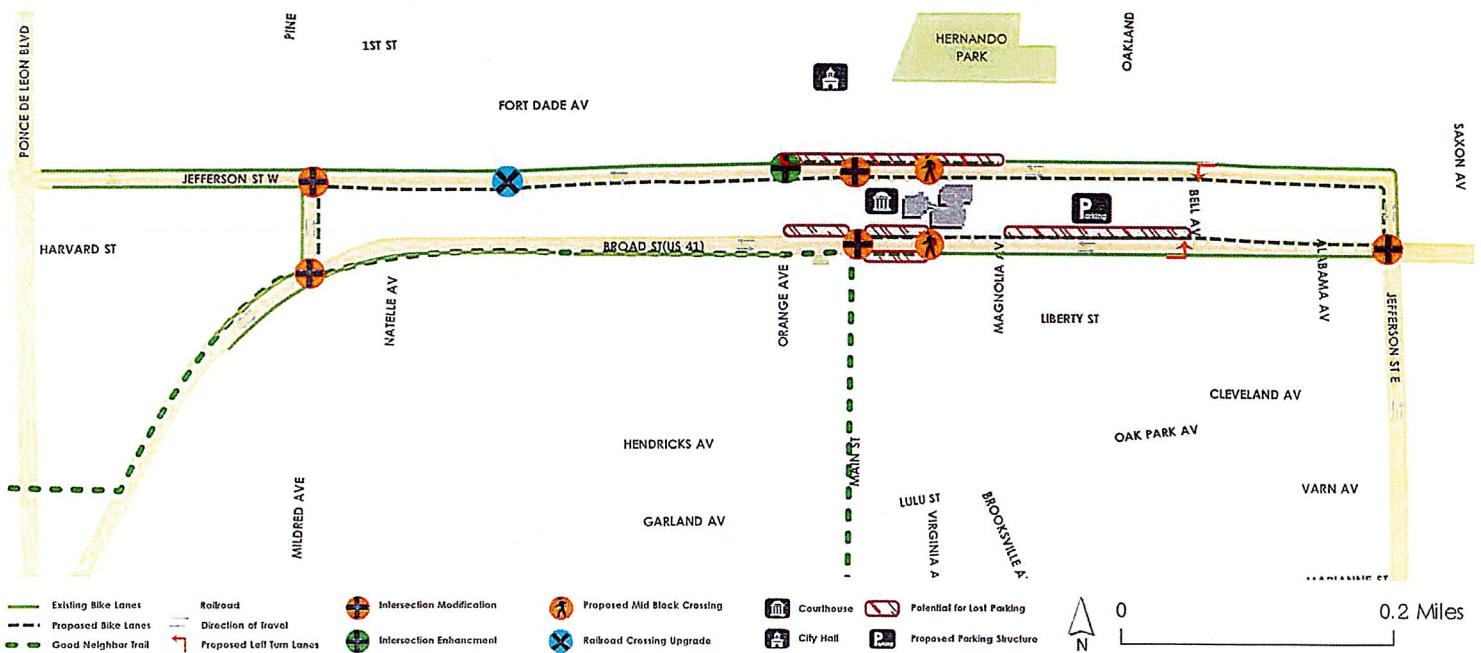 PINE
1ST ST
HERNANDO
PARK
OAKLAND
PONCE DE LEON BLVD
FORT DADE AV
SAXON AV
JEFFERSON ST W
BELL AV
Parking
HARVARD ST
BROAD ST(US 41)
NATELLE AV
ORANGE AVE
MAGNOLIA AV
LIBERTY ST
ALABAMA AV
JEFFERSON ST E
CLEVELAND AV
HENDRICKS AV
MAIN ST
OAK PARK AV
MILDRED AVE
LULU ST
VARN AV
GARLAND AV
VIRGINIA A
BROOKSVILLE A
MARIANNE ST
Existing Bike Lanes
Railroad
Intersection Modification
Proposed Mid Block Crossing
Courthouse
Potential for Lost Parking
0
0.2 Miles
Proposed Bike Lanes
Direction of Travel
Good Neighbor Trail
Proposed Left Turn Lanes
Intersection Enhancment
Railroad Crossing Upgrade
City Hall
Parking
Proposed Parking Structure
N